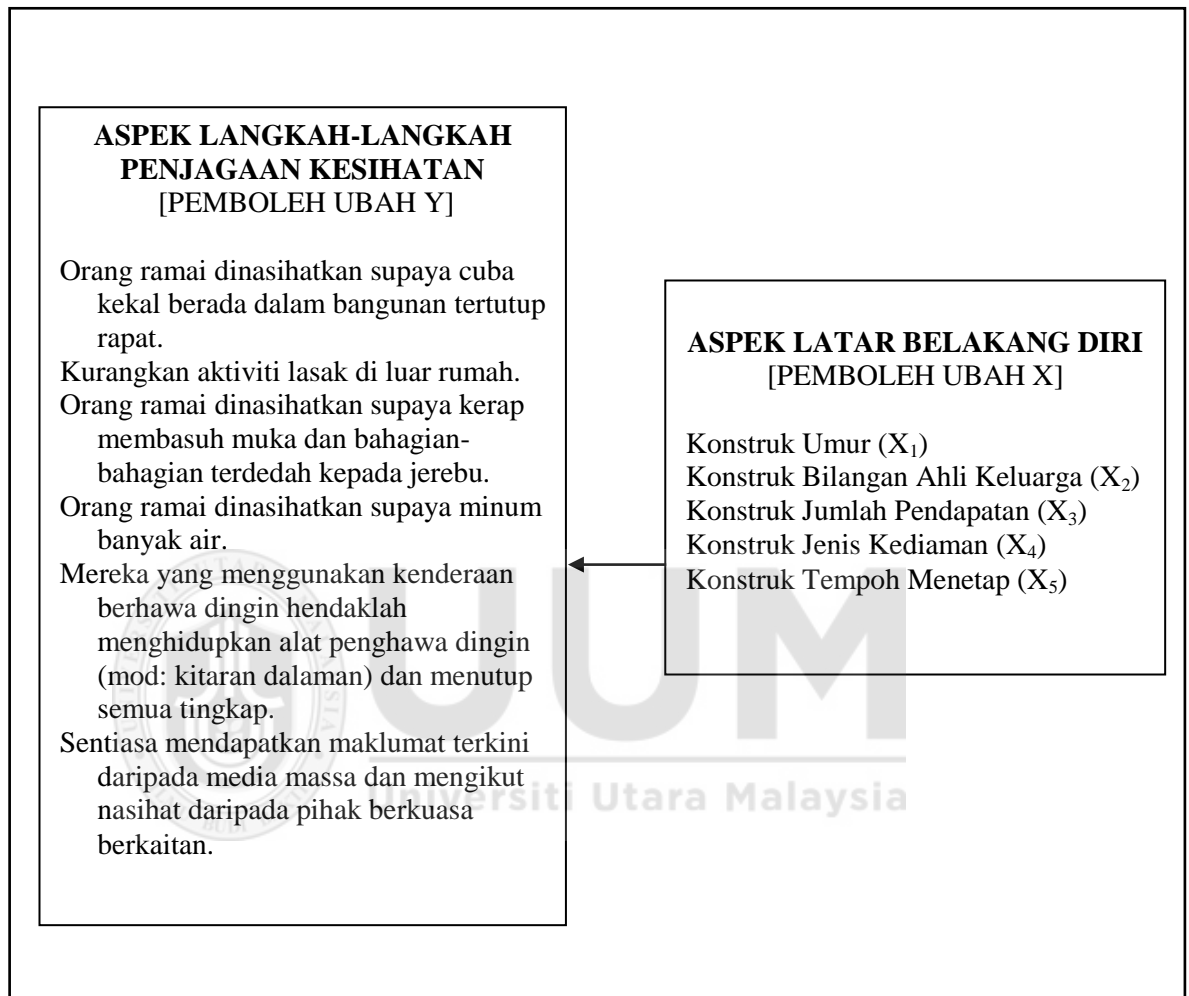 ASPEK LANGKAH-LANGKAH
PENJAGAAN KESIHATAN
[PEMBOLEH UBAH Y]
Orang ramai dinasihatkan supaya cuba
kekal berada dalam bangunan tertutup
rapat.
Kurangkan aktiviti lasak di luar rumah.
Orang ramai dinasihatkan supaya kerap
membasuh muka dan bahagian-
bahagian terdedah kepada jerebu.
Orang ramai dinasihatkan supaya minum
banyak air.
Mereka yang menggunakan kenderaan
berhawa dingin hendaklah
menghidupkan alat penghawa dingin
(mod: kitaran dalaman) dan menutup
semua tingkap.
Sentiasa mendapatkan maklumat terkini
daripada media massa dan mengikut
nasihat daripada pihak berkuasa
berkaitan.
ASPEK LATAR BELAKANG DIRI
[PEMBOLEH UBAH X]
Konstruk Umur (X₁)
Konstruk Bilangan Ahli Keluarga (X₂)
Konstruk Jumlah Pendapatan (X₃)
Konstruk Jenis Kediaman (X₄)
Konstruk Tempoh Menetap (X₅)
UUM
Universiti Utara Malaysia